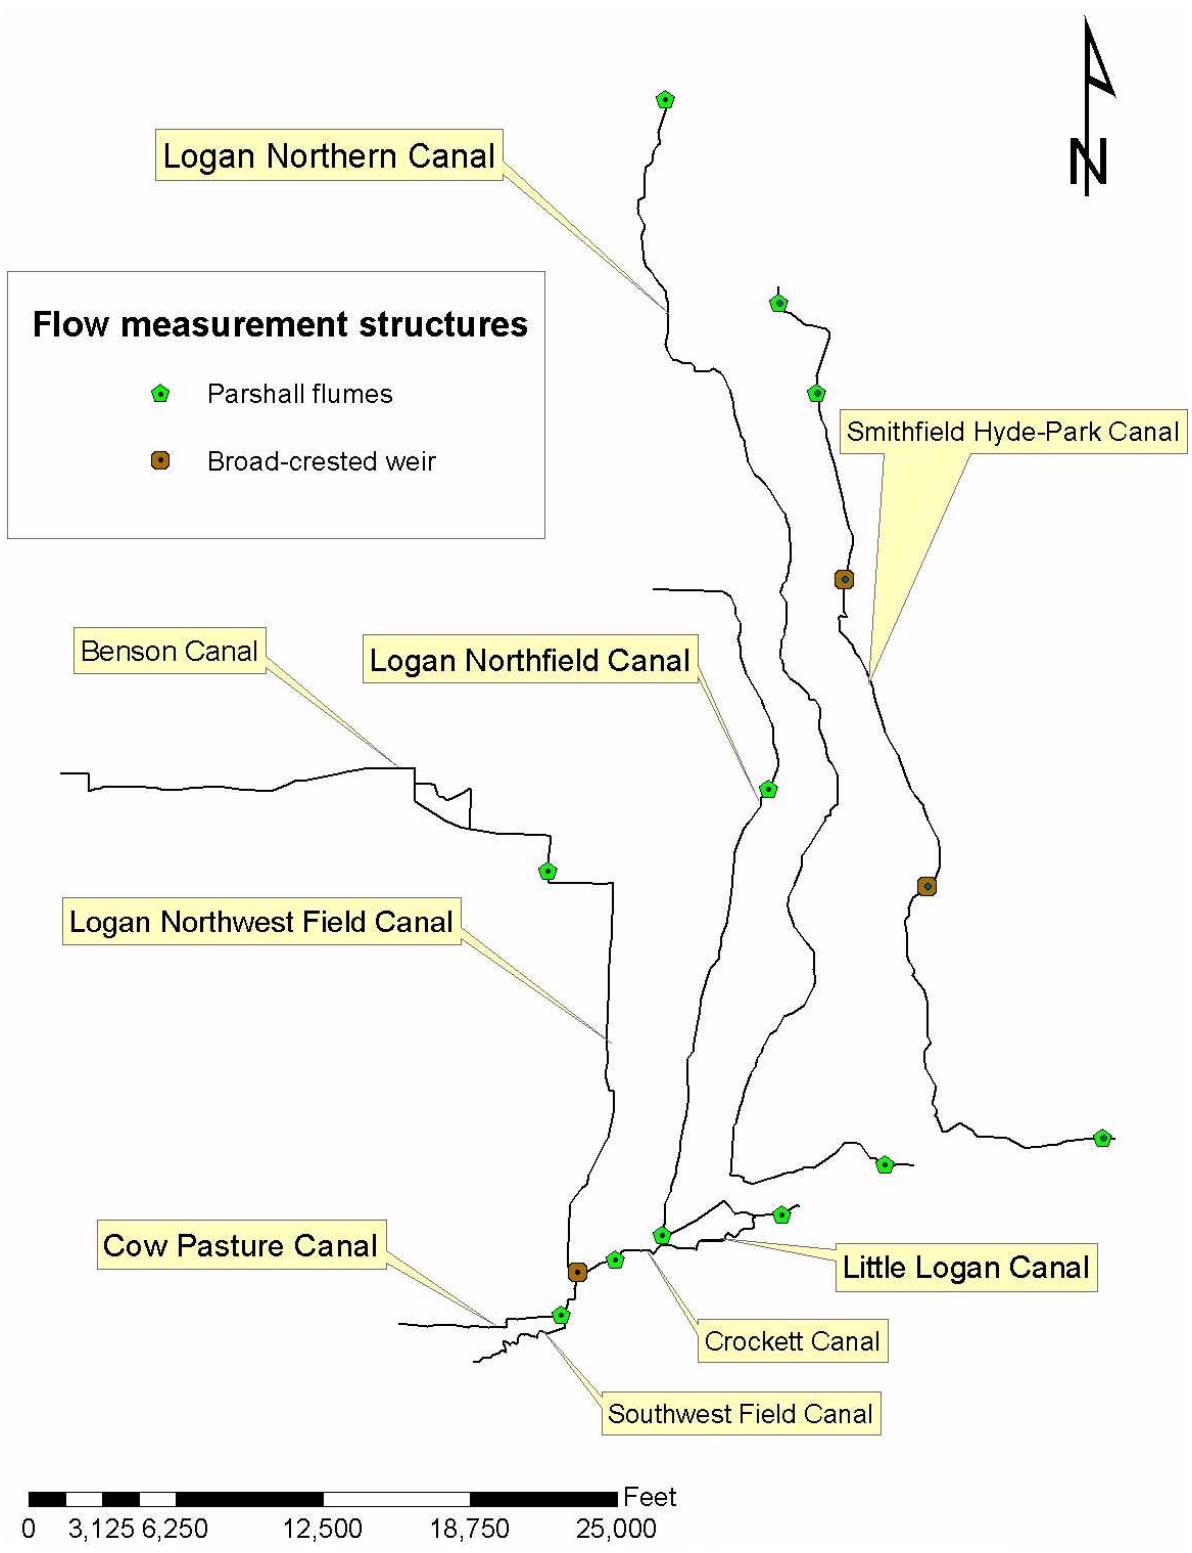 Logan Northern Canal
N
Flow measurement structures
Parshall flumes
Broad-crested weir
Smithfield Hyde-Park Canal
Benson Canal
Logan Northfield Canal
Logan Northwest Field Canal
Cow Pasture Canal
Little Logan Canal
Crockett Canal
Southwest Field Canal
Feet
0 3,125 6,250 12,500 18,750 25,000